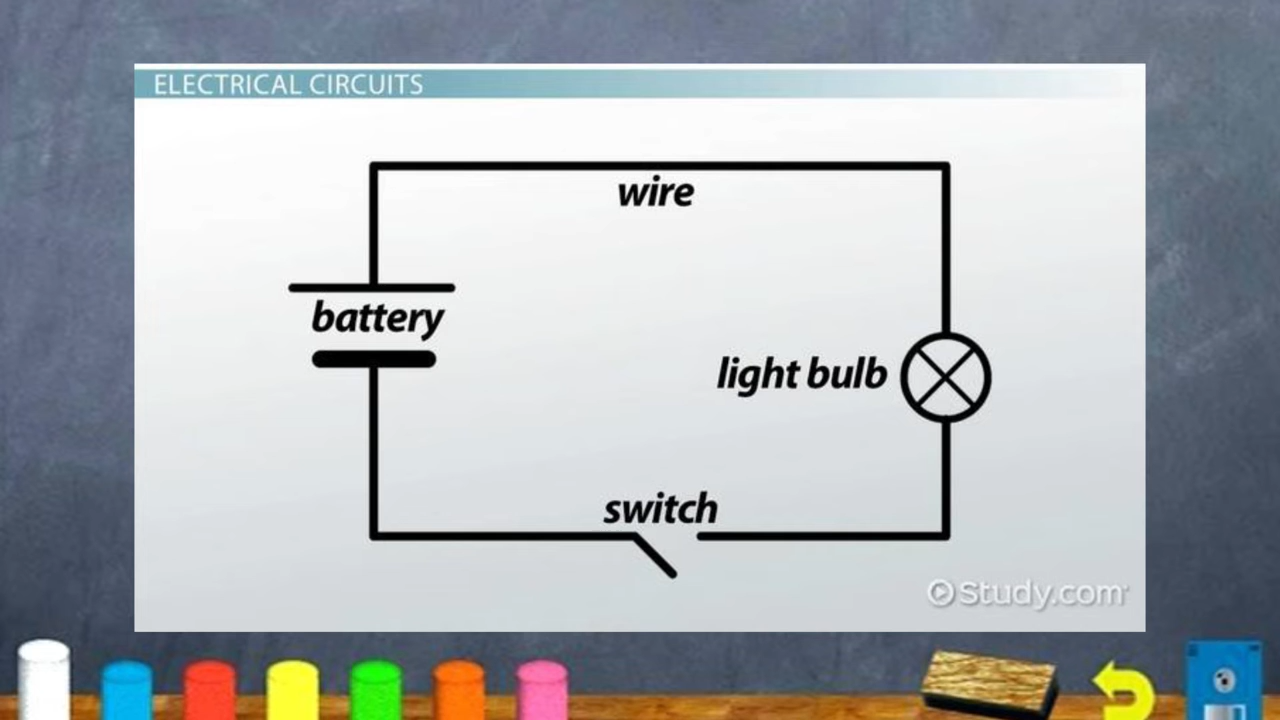 ELECTRICAL CIRCUITS
wire
battery
light bulb
switch
Study.com